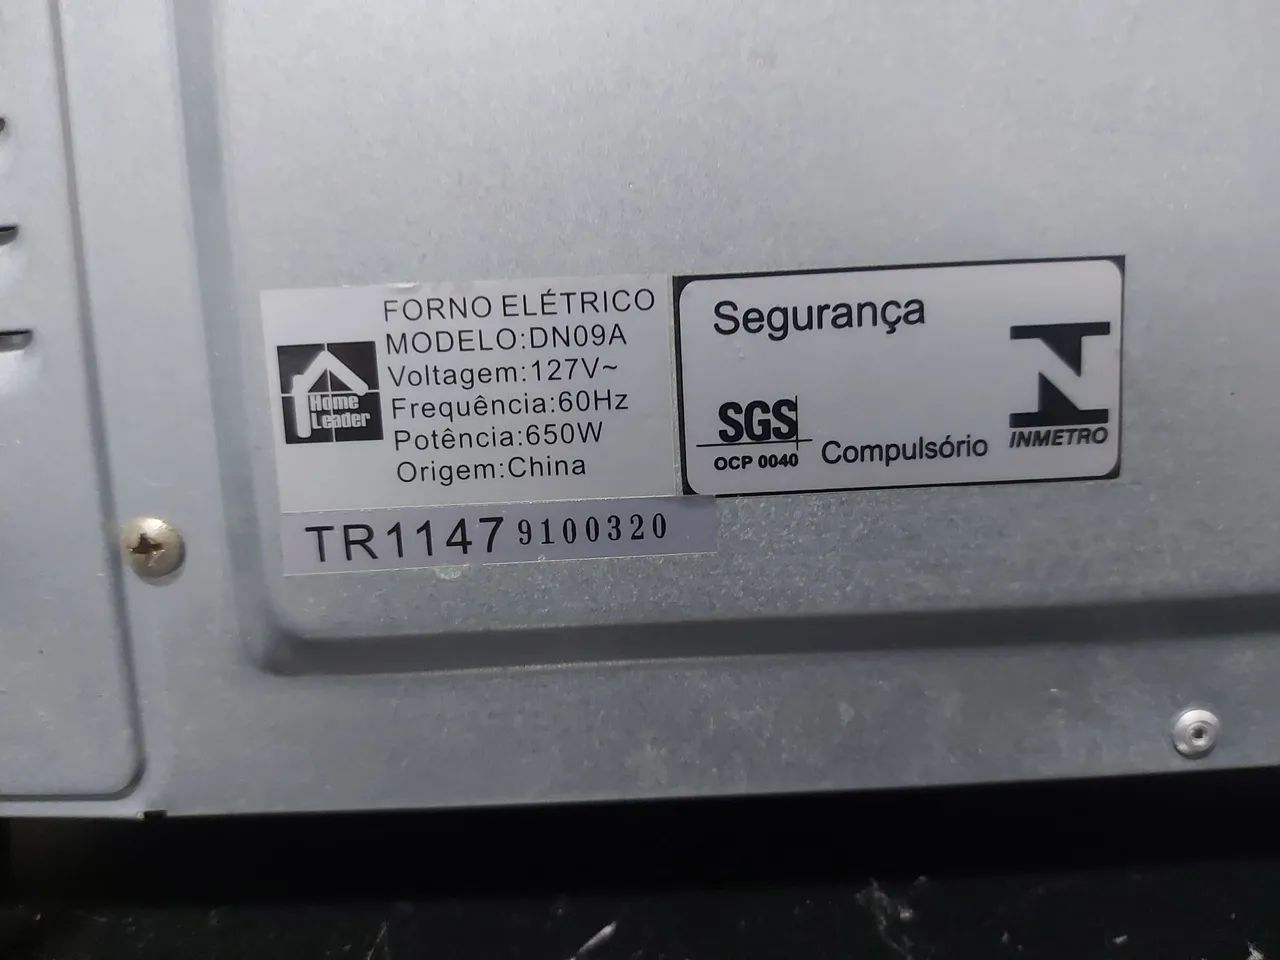 FORNO ELÉTRICO
MODELO:DN09A
Voltagem:127V~
Frequência:60Hz
Potência:650W
Origem:China
Home
Leader
TR1147 9100320
Segurança
SGS
OCP 0040
Compulsório
INMETRO